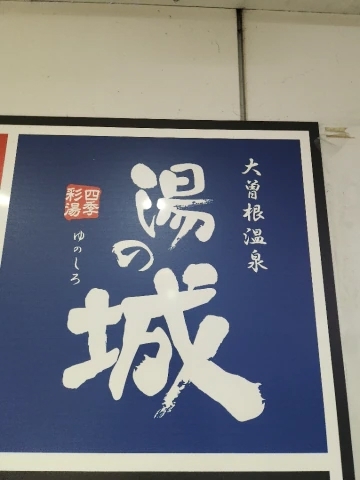 大曽根温泉
湯の城
四季
彩湯
ゆのしろ